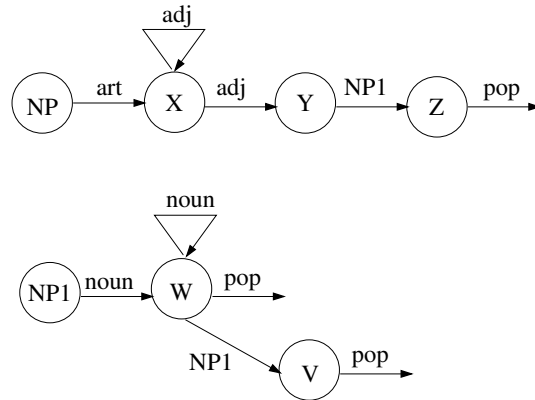 adj
NP art X adj Y NP1 Z pop
noun
NP1 noun W pop
NP1 V pop